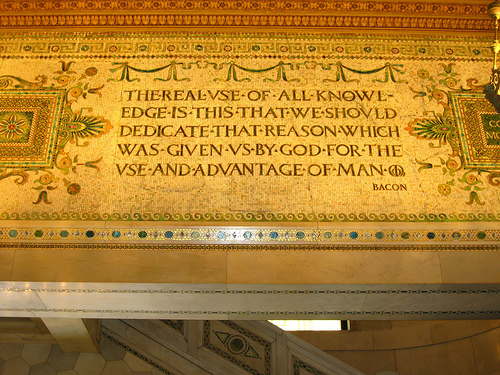 THE·REAL·VSE·OF·ALL·KNOWL-
EDGE·IS·THIS·THAT·WE·SHOVLD
DEDICATE·THAT·REASON·WHICH
WAS·GIVEN·VS·BY·GOD·FOR·THE
VSE·AND·ADVANTAGE·OF·MAN·
BACON